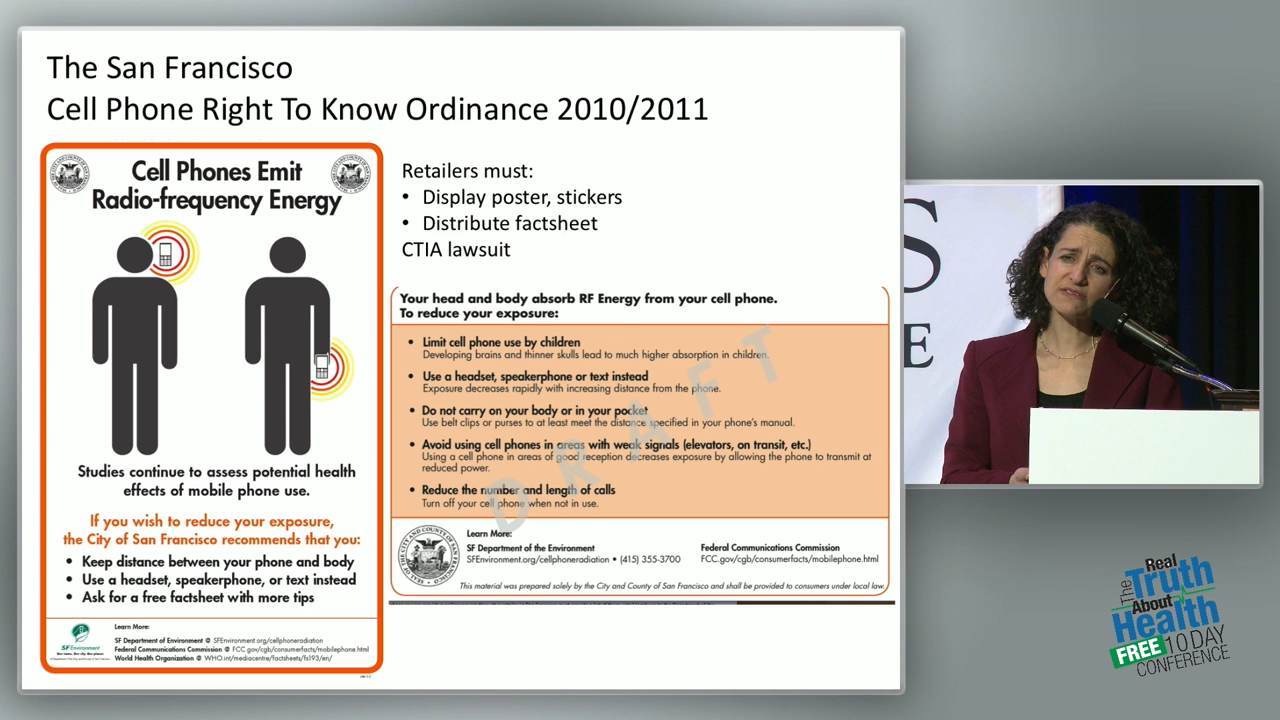 The San Francisco
Cell Phone Right To Know Ordinance 2010/2011
Cell Phones Emit
Radio-frequency Energy
Studies continue to assess potential health
effects of mobile phone use.
If you wish to reduce your exposure,
the City of San Francisco recommends that you:
• Keep distance between your phone and body
• Use a headset, speakerphone, or text instead
• Ask for a free factsheet with more tips
SFEnvironment
Learn More:
SF Department of Environment @ SFEnvironment.org/cellphoneradiation
Federal Communications Commission @ FCC.gov/cgb/consumerfacts/mobilephone.html
World Health Organization @ WHO.int/mediacentre/factsheets/fs193/en/
Retailers must:
• Display poster, stickers
• Distribute factsheet
CTIA lawsuit
Your head and body absorb RF Energy from your cell phone.
To reduce your exposure:
• Limit cell phone use by children
Developing brains and thinner skulls lead to much higher absorption in children.
• Use a headset, speakerphone or text instead
Exposure decreases rapidly with increasing distance from the phone.
• Do not carry on your body or in your pocket
Use belt clips or purses to at least meet the distance specified in your phone's manual.
• Avoid using cell phones in areas with weak signals (elevators, on transit, etc.)
Using a cell phone in areas of good reception decreases exposure by allowing the phone to transmit at
reduced power.
• Reduce the number and length of calls
Turn off your cell phone when not in use.
DRAFT
Learn More:
SF Department of the Environment
SFEnvironment.org/cellphoneradiation • (415) 355-3700
Federal Communications Commission
FCC.gov/cgb/consumerfacts/mobilephone.html
This material was prepared solely by the City and County of San Francisco and shall be provided to consumers under local law.
S
E
The Real
Truth
About
Health
FREE 10 DAY
CONFERENCE